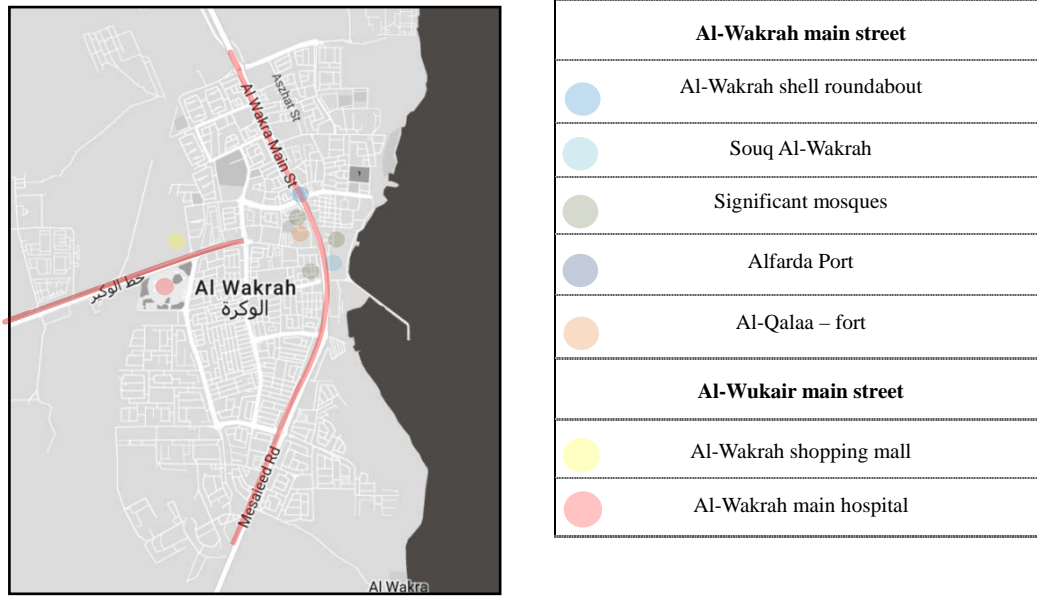 Aszhat St
Al Wakra Main St
خط الوكير
Al Wakrah
الوكرة
Mesaieed Rd
Al Wakra
Al-Wakrah main street
Al-Wakrah shell roundabout
Souq Al-Wakrah
Significant mosques
Alfarda Port
Al-Qalaa – fort
Al-Wukair main street
Al-Wakrah shopping mall
Al-Wakrah main hospital